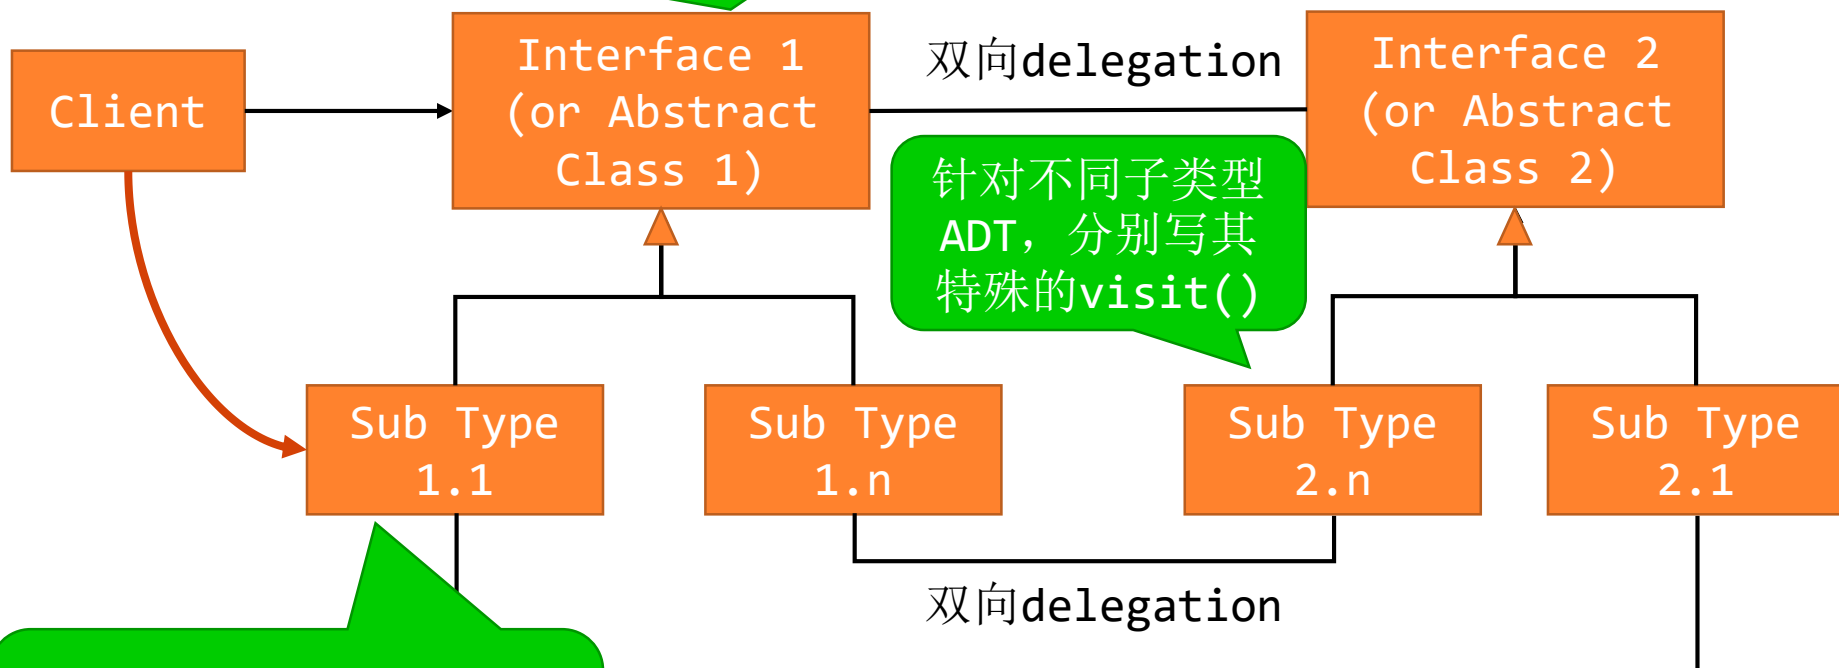 Client
Interface 1
(or Abstract
Class 1)
双向delegation
Interface 2
(or Abstract
Class 2)
针对不同子类型
ADT，分别写其
特殊的visit()
Sub Type
1.1
Sub Type
1.n
Sub Type
2.n
Sub Type
2.1
双向delegation